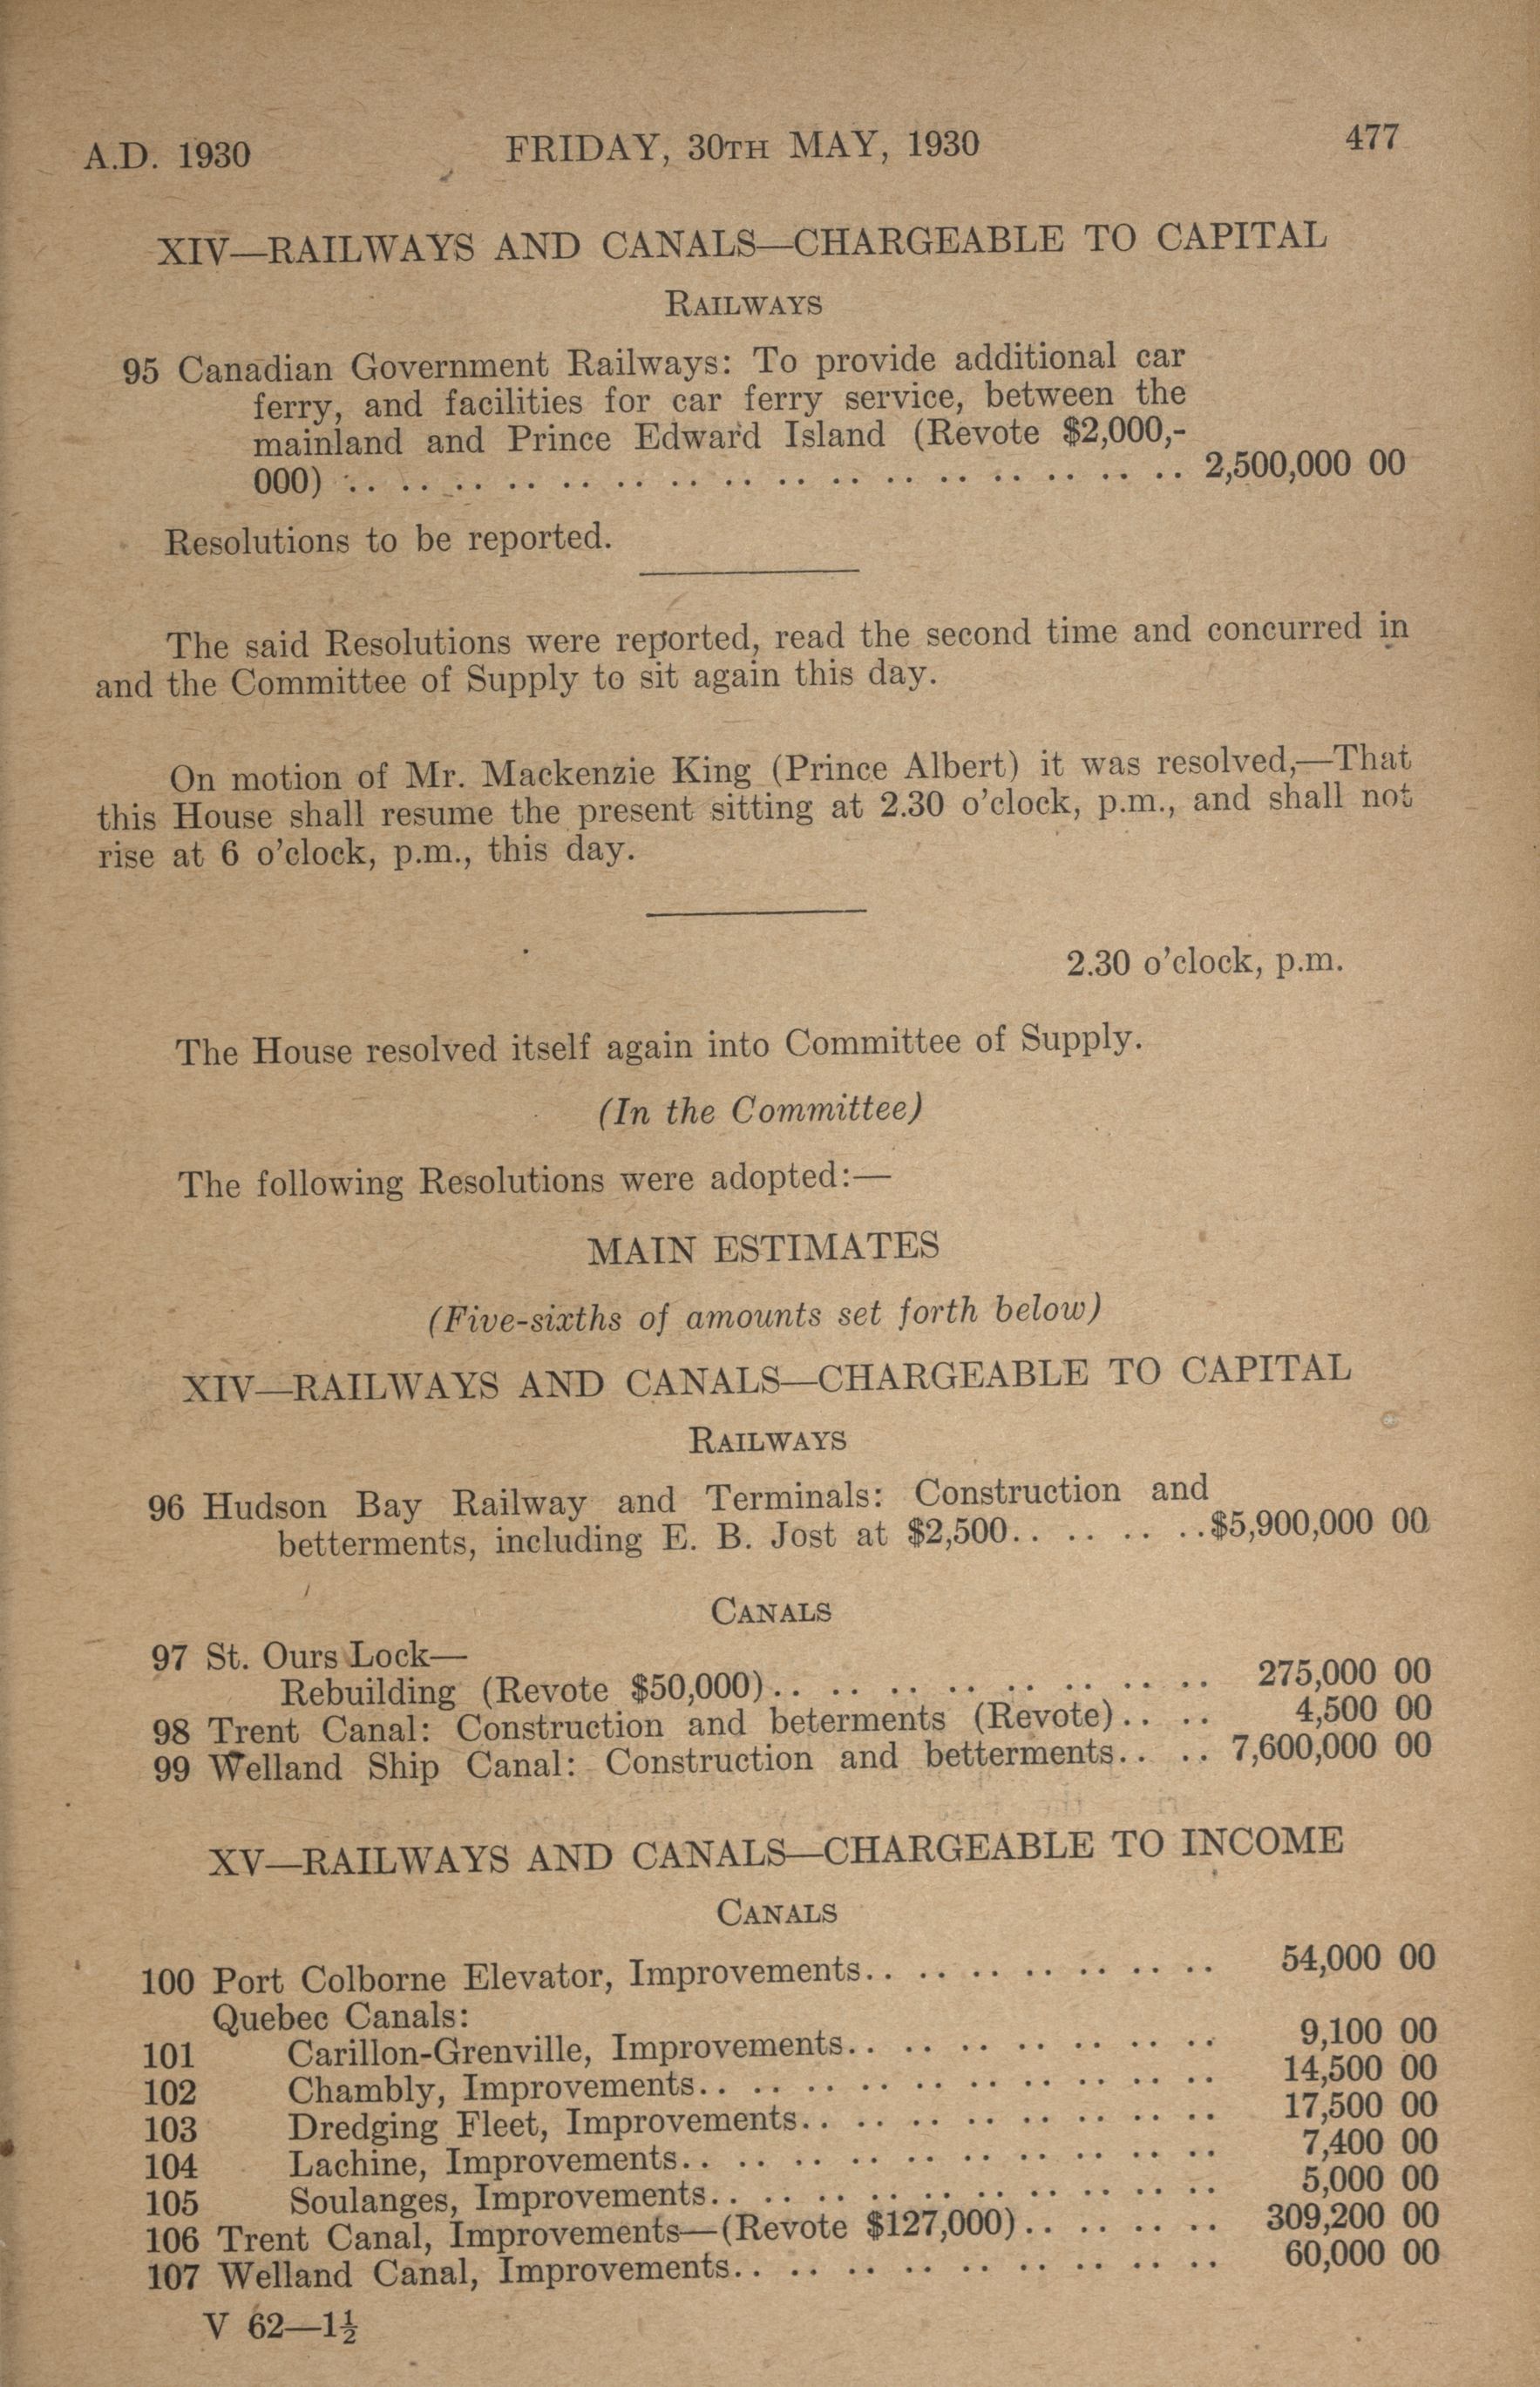 A.D. 1930 FRIDAY, 30TH MAY, 1930 477
XIV—RAILWAYS AND CANALS—CHARGEABLE TO CAPITAL
RAILWAYS
95 Canadian Government Railways: To provide additional car
ferry, and facilities for car ferry service, between the
mainland and Prince Edward Island (Revote $2,000,-
000) .. .. .. .. .. .. .. .. .. .. .. .. .. .. .. .. 2,500,000 00
Resolutions to be reported.
The said Resolutions were reported, read the second time and concurred in
and the Committee of Supply to sit again this day.
On motion of Mr. Mackenzie King (Prince Albert) it was resolved,—That
this House shall resume the present sitting at 2.30 o'clock, p.m., and shall not
rise at 6 o'clock, p.m., this day.
2.30 o'clock, p.m.
The House resolved itself again into Committee of Supply.
(In the Committee)
The following Resolutions were adopted:—
MAIN ESTIMATES
(Five-sixths of amounts set forth below)
XIV—RAILWAYS AND CANALS—CHARGEABLE TO CAPITAL
RAILWAYS
96 Hudson Bay Railway and Terminals: Construction and
betterments, including E. B. Jost at $2,500.. .. .. ..$5,900,000 00
CANALS
97 St. Ours Lock—
Rebuilding (Revote $50,000).. .. .. .. .. .. .. .. 275,000 00
98 Trent Canal: Construction and beterments (Revote).. .. 4,500 00
99 Welland Ship Canal: Construction and betterments.. .. 7,600,000 00
XV—RAILWAYS AND CANALS—CHARGEABLE TO INCOME
CANALS
100 Port Colborne Elevator, Improvements.. .. .. .. .. .. .. 54,000 00
Quebec Canals:
101 Carillon-Grenville, Improvements.. .. .. .. .. .. .. 9,100 00
102 Chambly, Improvements.. .. .. .. .. .. .. .. .. .. 14,500 00
103 Dredging Fleet, Improvements.. .. .. .. .. .. .. .. 17,500 00
104 Lachine, Improvements.. .. .. .. .. .. .. .. .. .. 7,400 00
105 Soulanges, Improvements.. .. .. .. .. .. .. .. .. .. 5,000 00
106 Trent Canal, Improvements—(Revote $127,000).. .. .. .. 309,200 00
107 Welland Canal, Improvements.. .. .. .. .. .. .. .. .. 60,000 00
V 62—1½